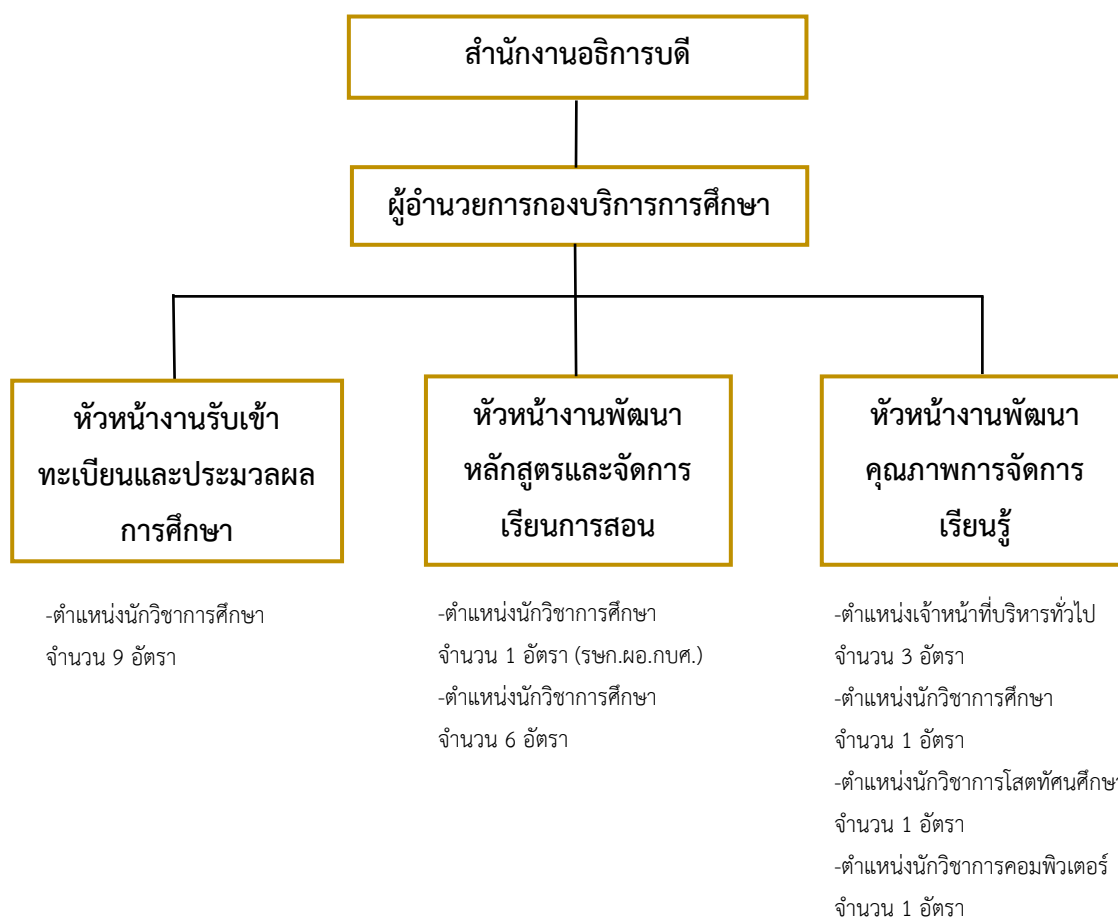 สำนักงานอธิการบดี
ผู้อำนวยการกองบริการการศึกษา
หัวหน้างานรับเข้า
ทะเบียนและประมวลผล
การศึกษา
-ตำแหน่งนักวิชาการศึกษา
จำนวน 9 อัตรา
หัวหน้างานพัฒนา
หลักสูตรและจัดการ
เรียนการสอน
-ตำแหน่งนักวิชาการศึกษา
จำนวน 1 อัตรา (รษก.ผอ.กบศ.)
-ตำแหน่งนักวิชาการศึกษา
จำนวน 6 อัตรา
หัวหน้างานพัฒนา
คุณภาพการจัดการ
เรียนรู้
-ตำแหน่งเจ้าหน้าที่บริหารทั่วไป
จำนวน 3 อัตรา
-ตำแหน่งนักวิชาการศึกษา
จำนวน 1 อัตรา
-ตำแหน่งนักวิชาการโสตทัศนศึกษา
จำนวน 1 อัตรา
-ตำแหน่งนักวิชาการคอมพิวเตอร์
จำนวน 1 อัตรา